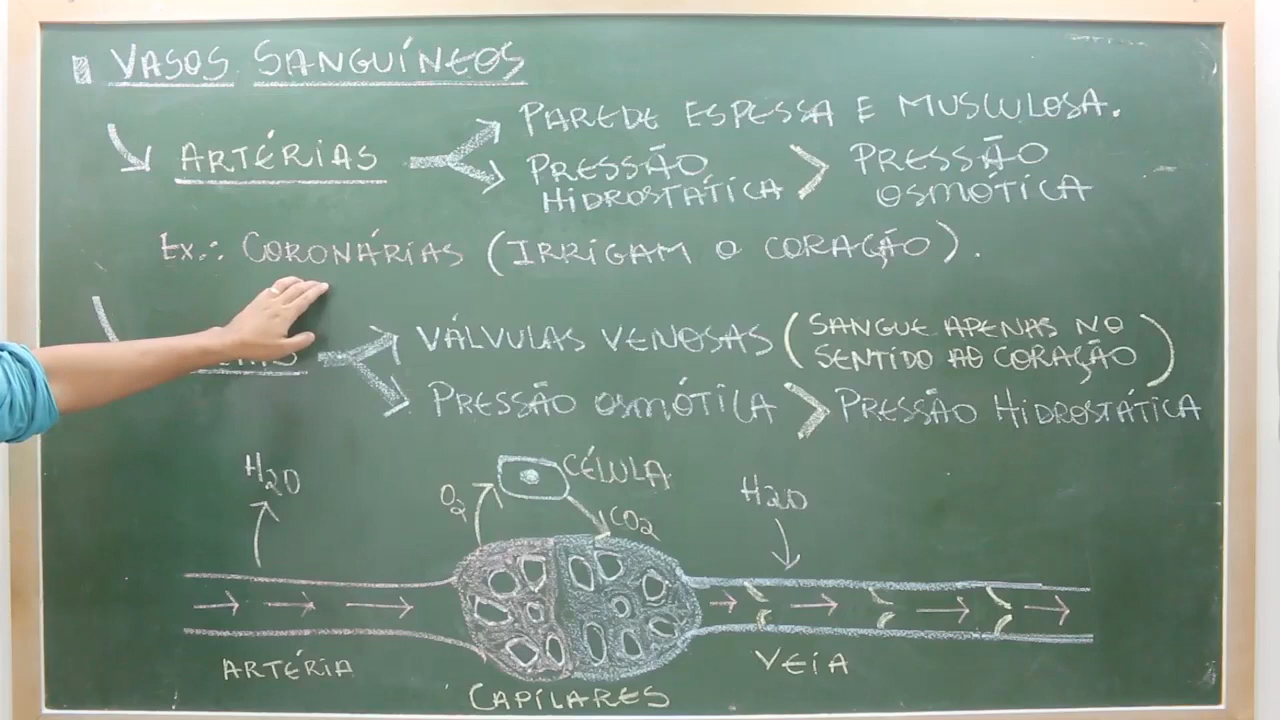 VASOS SANGUÍNEOS
ARTÉRIAS
PAREDE ESPESSA E MUSCULOSA.
PRESSÃO HIDROSTÁTICA > PRESSÃO OSMÓTICA
Ex.: CORONÁRIAS (IRRIGAM O CORAÇÃO).
VÁLVULAS VENOSAS (SANGUE APENAS NO
SENTIDO AO CORAÇÃO)
PRESSÃO OSMÓTICA > PRESSÃO HIDROSTÁTICA
H2O
O2
CÉLULA
CO2
H2O
ARTÉRIA
CAPILARES
VEIA